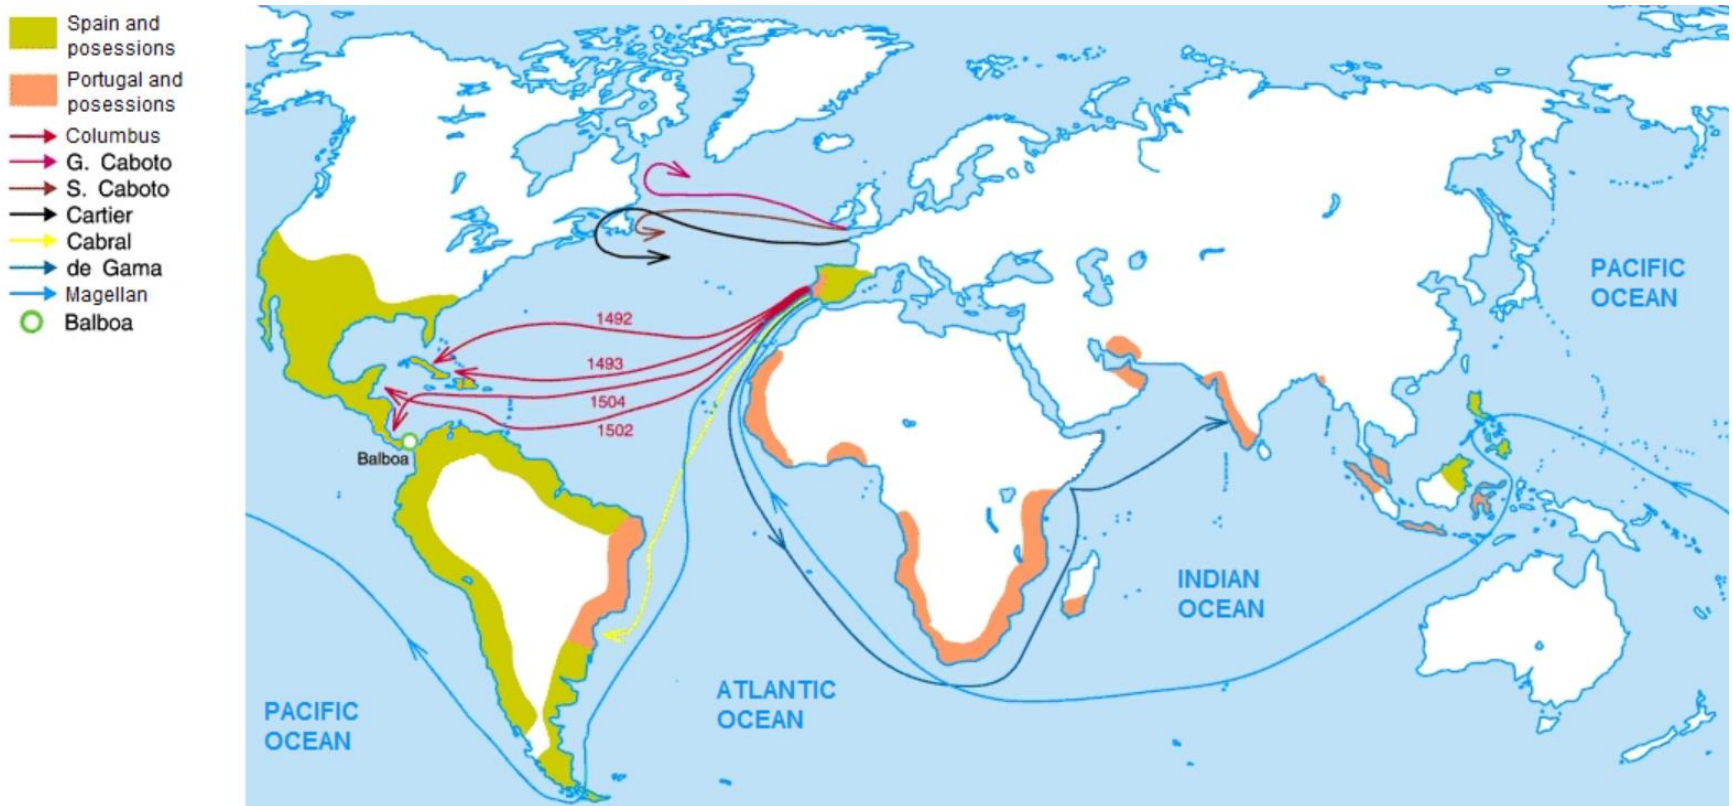 Spain and
posessions
Portugal and
posessions
Columbus
G. Caboto
S. Caboto
Cartier
Cabral
de Gama
Magellan
Balboa
1492
1493
1504
1502
Balboa
PACIFIC
OCEAN
ATLANTIC
OCEAN
INDIAN
OCEAN
PACIFIC
OCEAN